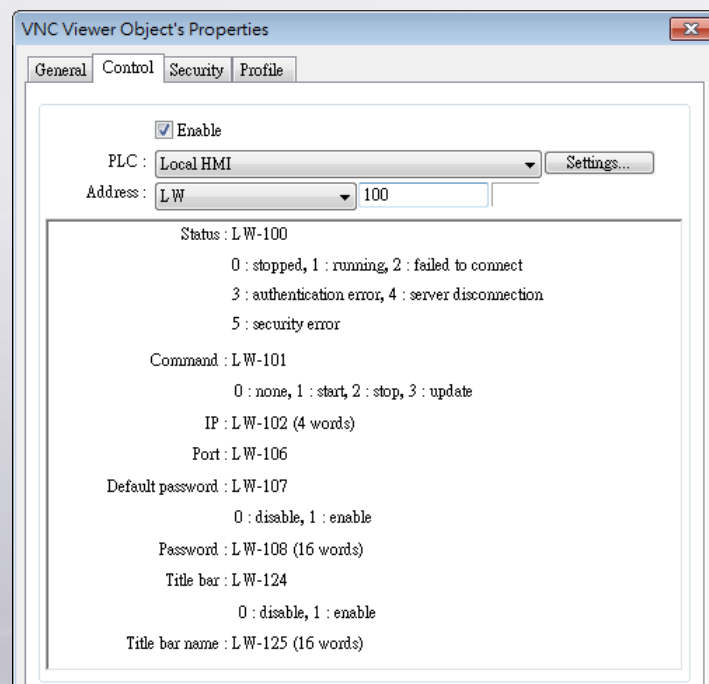 VNC Viewer Object's Properties
General Control Security Profile
Enable
PLC : Local HMI Settings...
Address : LW 100
Status : LW-100
0 : stopped, 1 : running, 2 : failed to connect
3 : authentication error, 4 : server disconnection
5 : security error
Command : LW-101
0 : none, 1 : start, 2 : stop, 3 : update
IP : LW-102 (4 words)
Port : LW-106
Default password : LW-107
0 : disable, 1 : enable
Password : LW-108 (16 words)
Title bar : LW-124
0 : disable, 1 : enable
Title bar name : LW-125 (16 words)